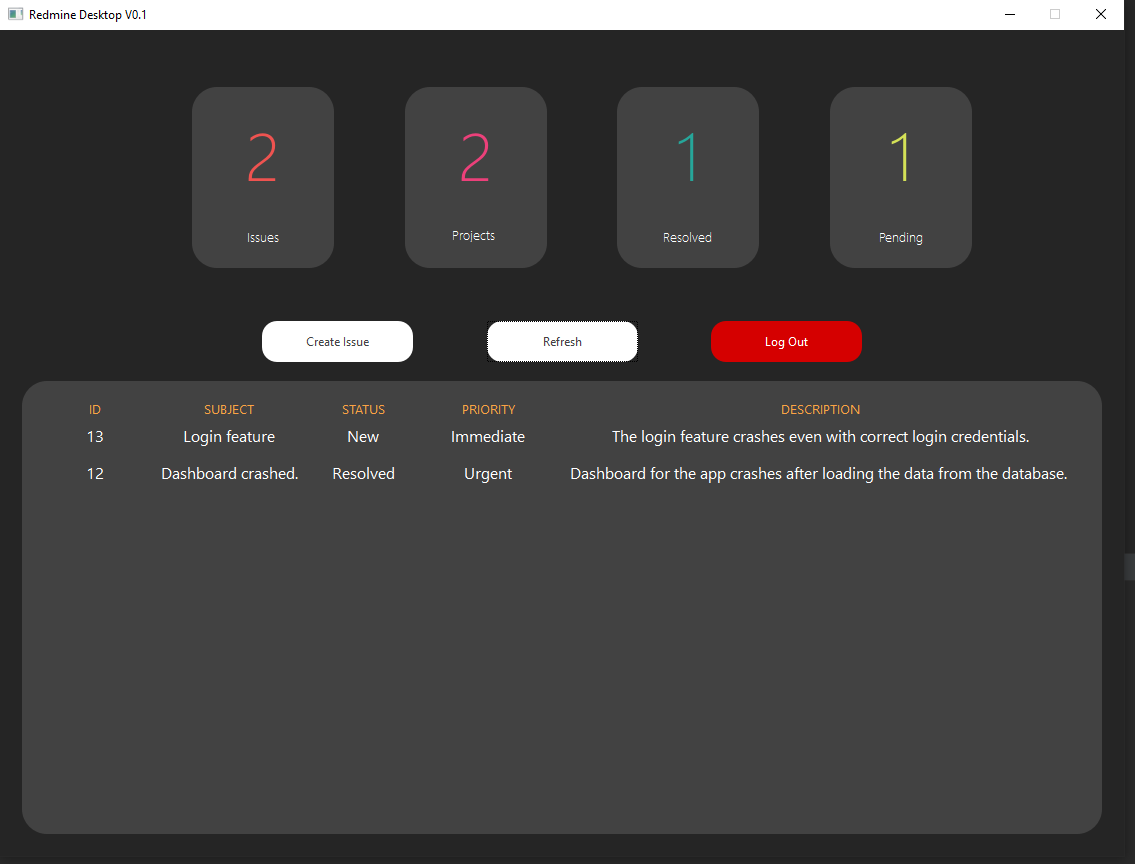 Redmine Desktop V0.1
2 2 1 1
Issues Projects Resolved Pending
Create Issue Refresh Log Out
ID SUBJECT STATUS PRIORITY DESCRIPTION
13 Login feature New Immediate The login feature crashes even with correct login credentials.
12 Dashboard crashed. Resolved Urgent Dashboard for the app crashes after loading the data from the database.